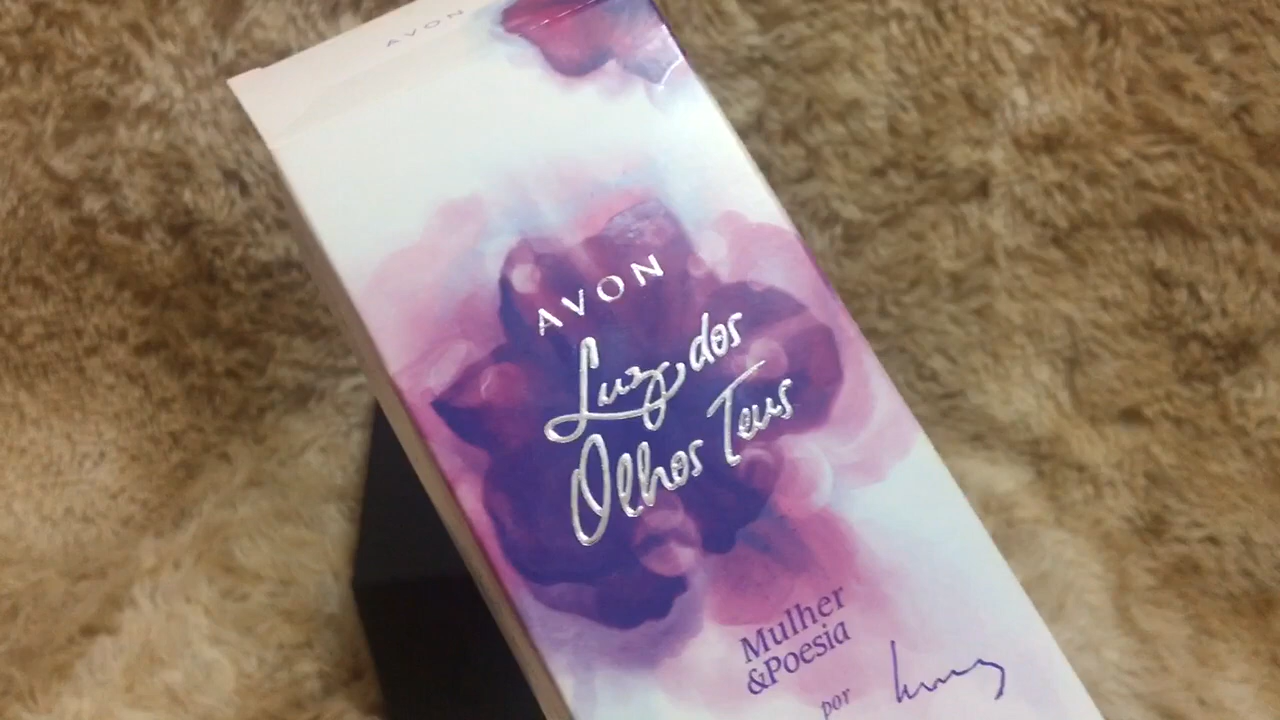 AVON
AVON
Luz dos
Olhos Teus
Mulher
&Poesia
por